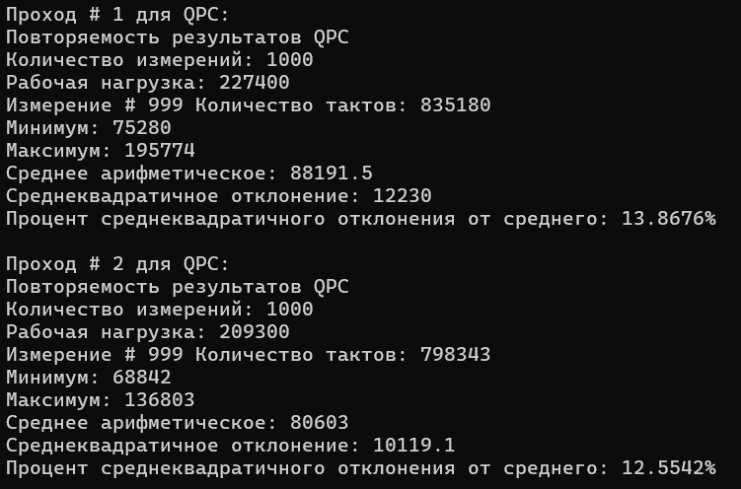 Проход # 1 для QPC:
Повторяемость результатов QPC
Количество измерений: 1000
Рабочая нагрузка: 227400
Измерение # 999 Количество тактов: 835180
Минимум: 75280
Максимум: 195774
Среднее арифметическое: 88191.5
Среднеквадратичное отклонение: 12230
Процент среднеквадратичного отклонения от среднего: 13.8676%
Проход # 2 для QPC:
Повторяемость результатов QPC
Количество измерений: 1000
Рабочая нагрузка: 209300
Измерение # 999 Количество тактов: 798343
Минимум: 68842
Максимум: 136803
Среднее арифметическое: 80603
Среднеквадратичное отклонение: 10119.1
Процент среднеквадратичного отклонения от среднего: 12.5542%